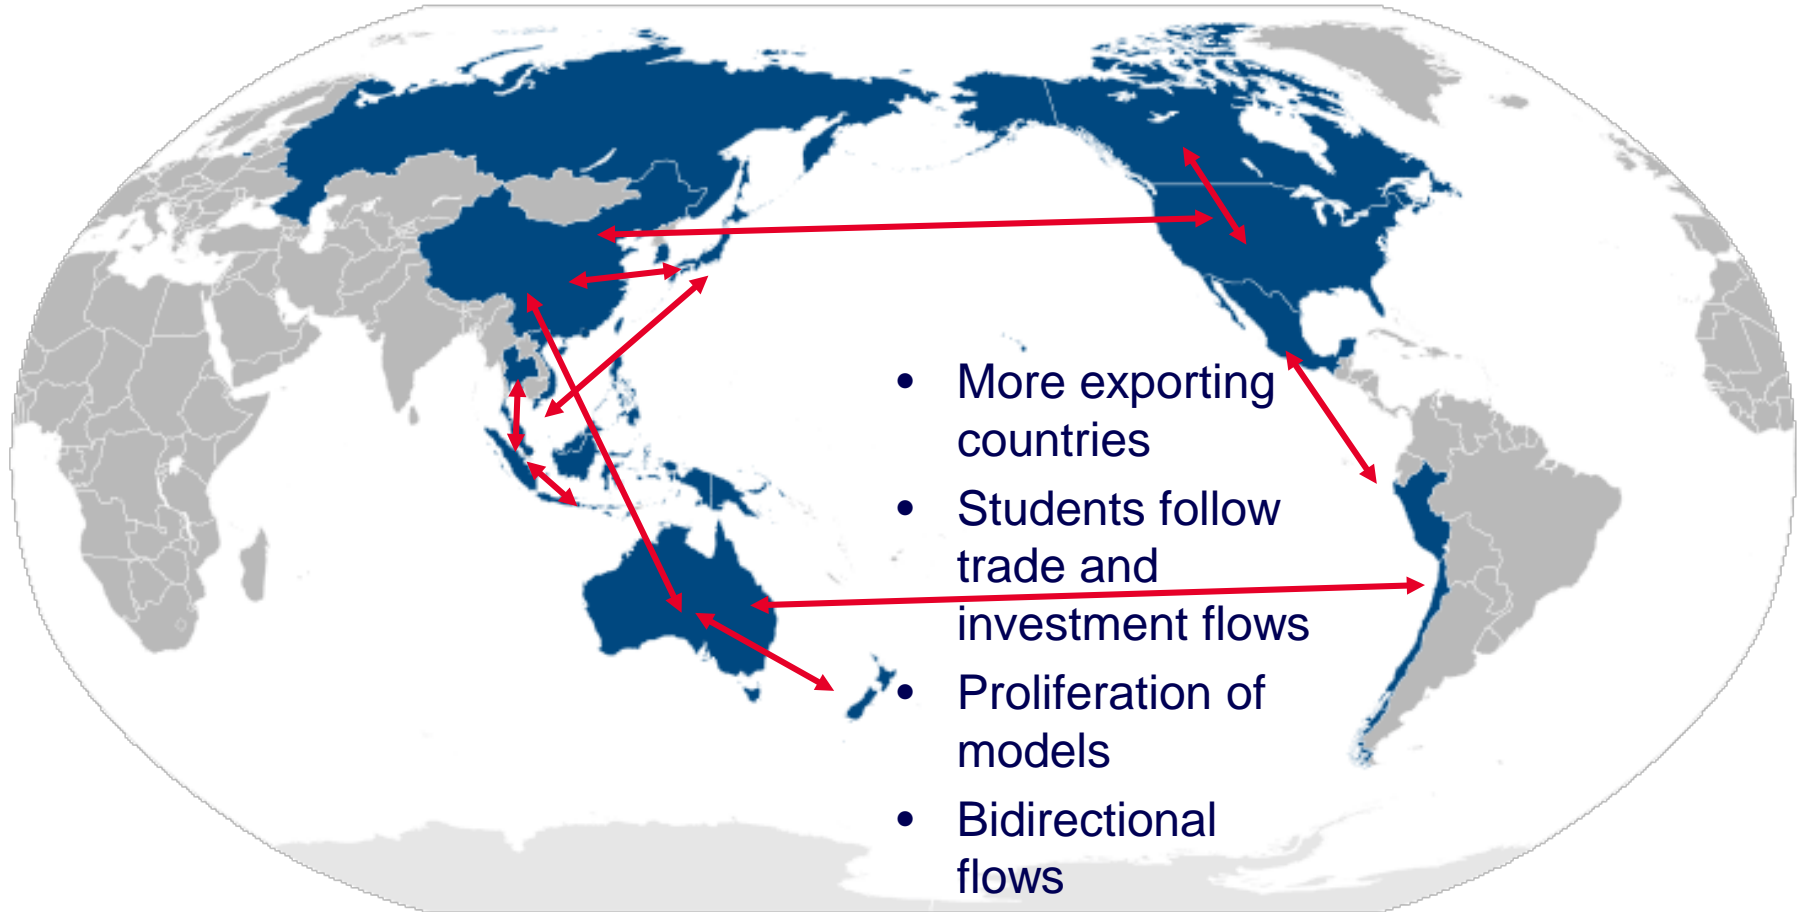 • More exporting
countries
• Students follow
trade and
investment flows
• Proliferation of
models
• Bidirectional
flows